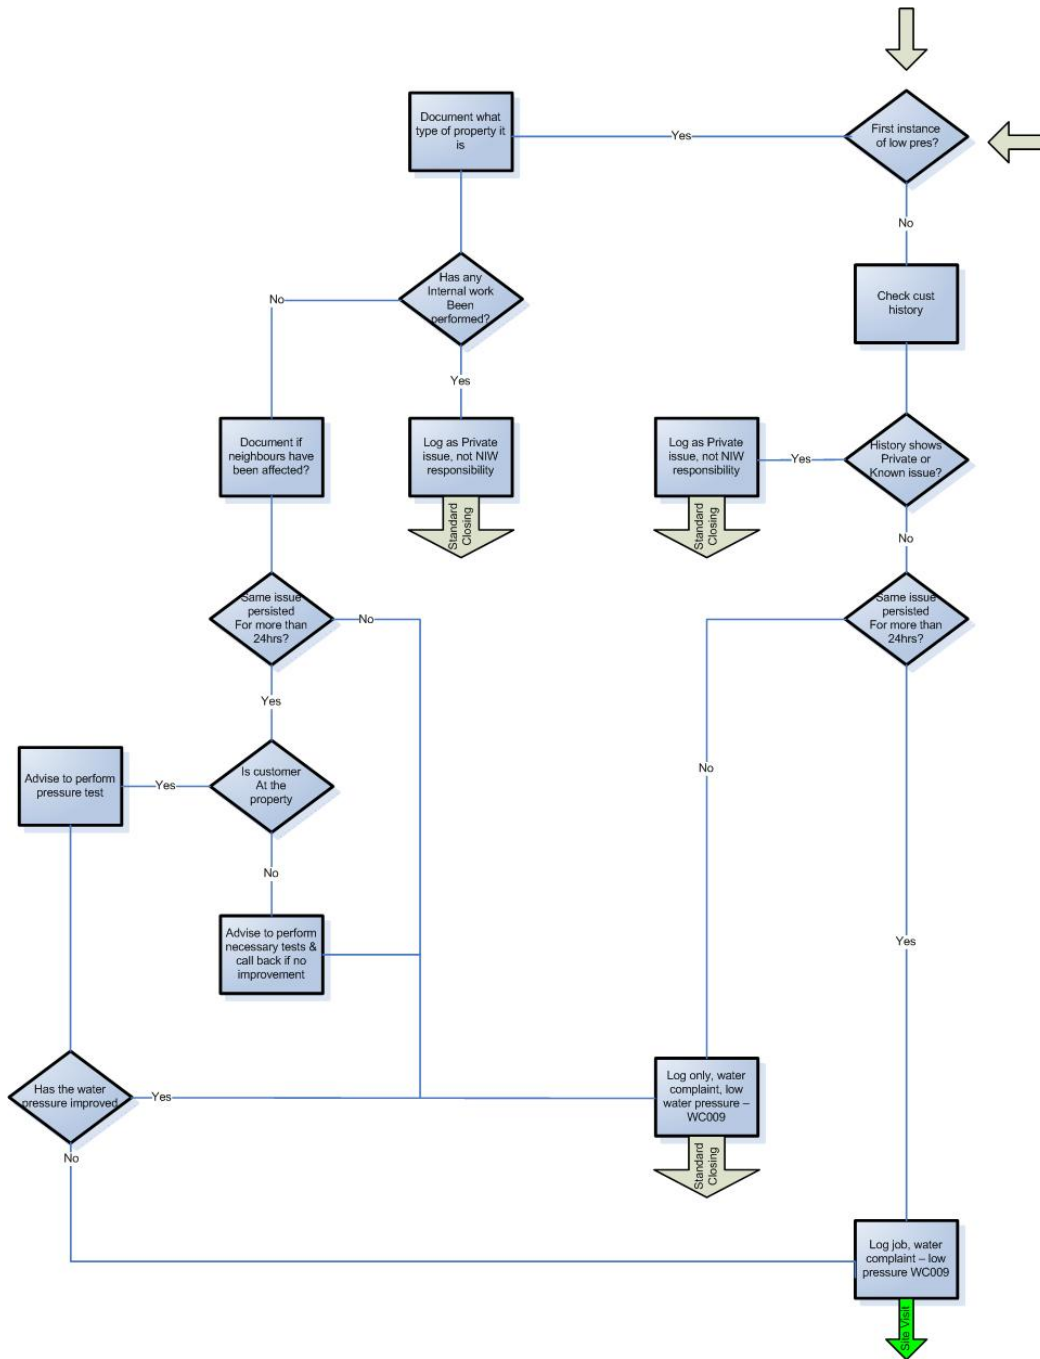 Document what
type of property it
is
Yes
First instance
of low pres?
No
Has any
Internal work
Been
performed?
No
Check cust
history
Yes
Document if
neighbours have
been affected?
Log as Private
issue, not NIW
responsibility
Log as Private
issue, not NIW
responsibility
Yes
History shows
Private or
Known issue?
Standard
Closing
Standard
Closing
No
Same issue
persisted
For more than
24hrs?
No
Same issue
persisted
For more than
24hrs?
Yes
No
Advise to perform
pressure test
Yes
Is customer
At the
property
No
Advise to perform
necessary tests &
call back if no
improvement
Yes
Has the water
pressure improved
Yes
Log only, water
complaint, low
water pressure –
WC009
No
Standard
Closing
Log job, water
complaint – low
pressure WC009
Site Visit